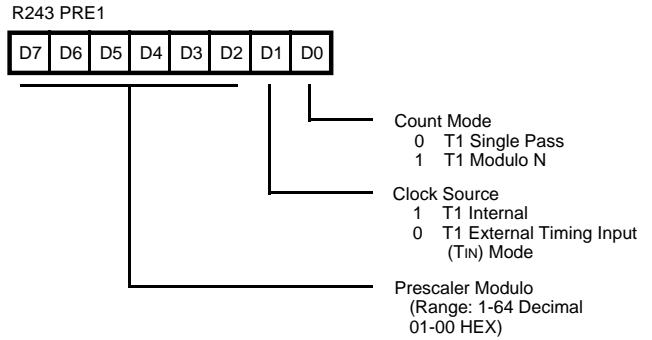 R243 PRE1
D7 D6 D5 D4 D3 D2 D1 D0
Count Mode
0 T1 Single Pass
1 T1 Modulo N
Clock Source
1 T1 Internal
0 T1 External Timing Input
(TIN) Mode
Prescaler Modulo
(Range: 1-64 Decimal
01-00 HEX)